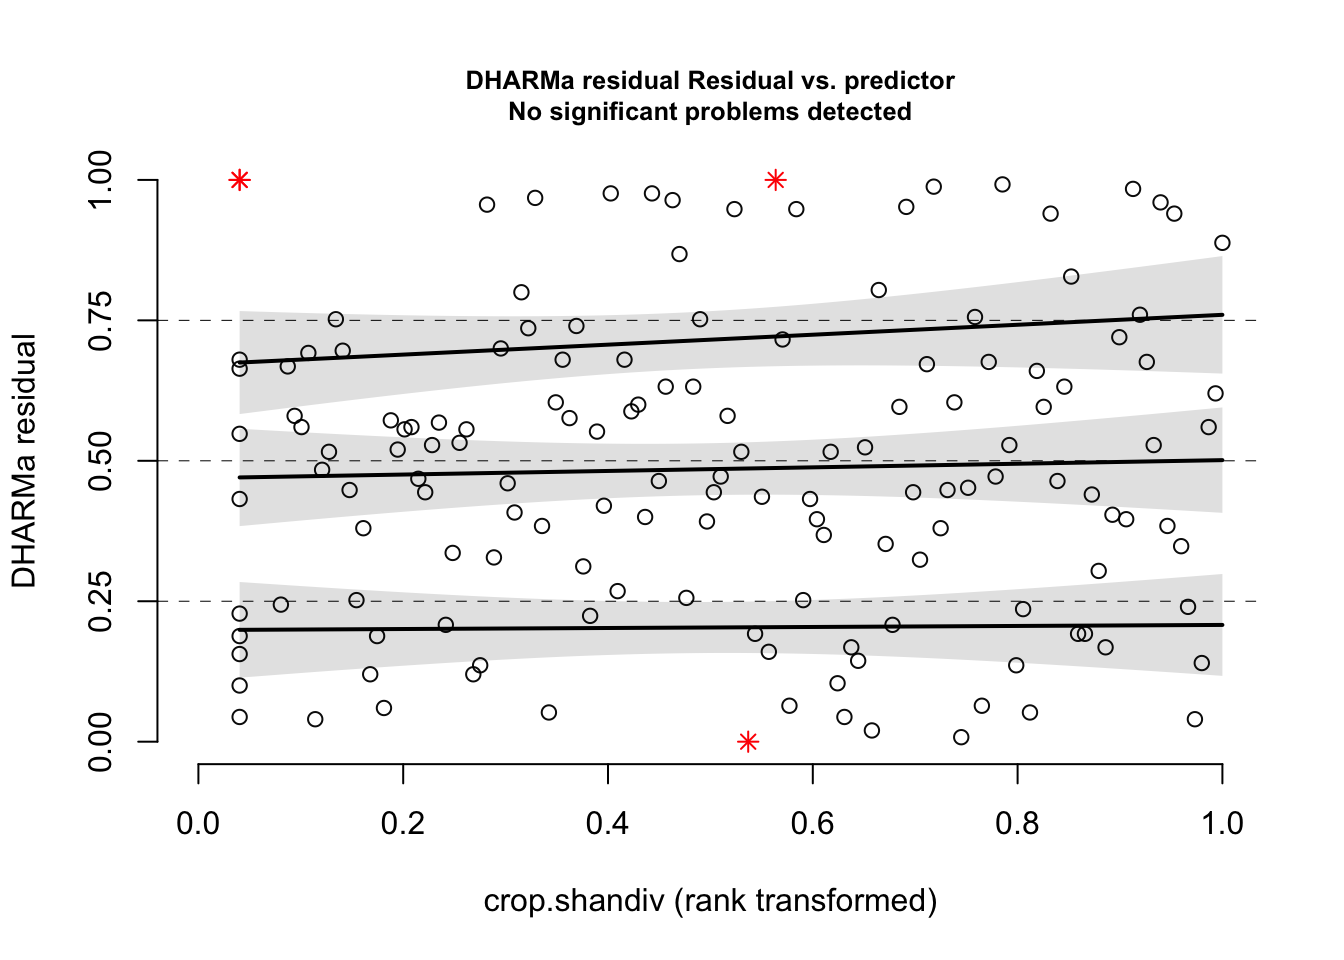 DHARMa residual Residual vs. predictor
No significant problems detected
DHARMa residual
1.00
0.75
0.50
0.25
0.00
0.0 0.2 0.4 0.6 0.8 1.0
crop.shandiv (rank transformed)